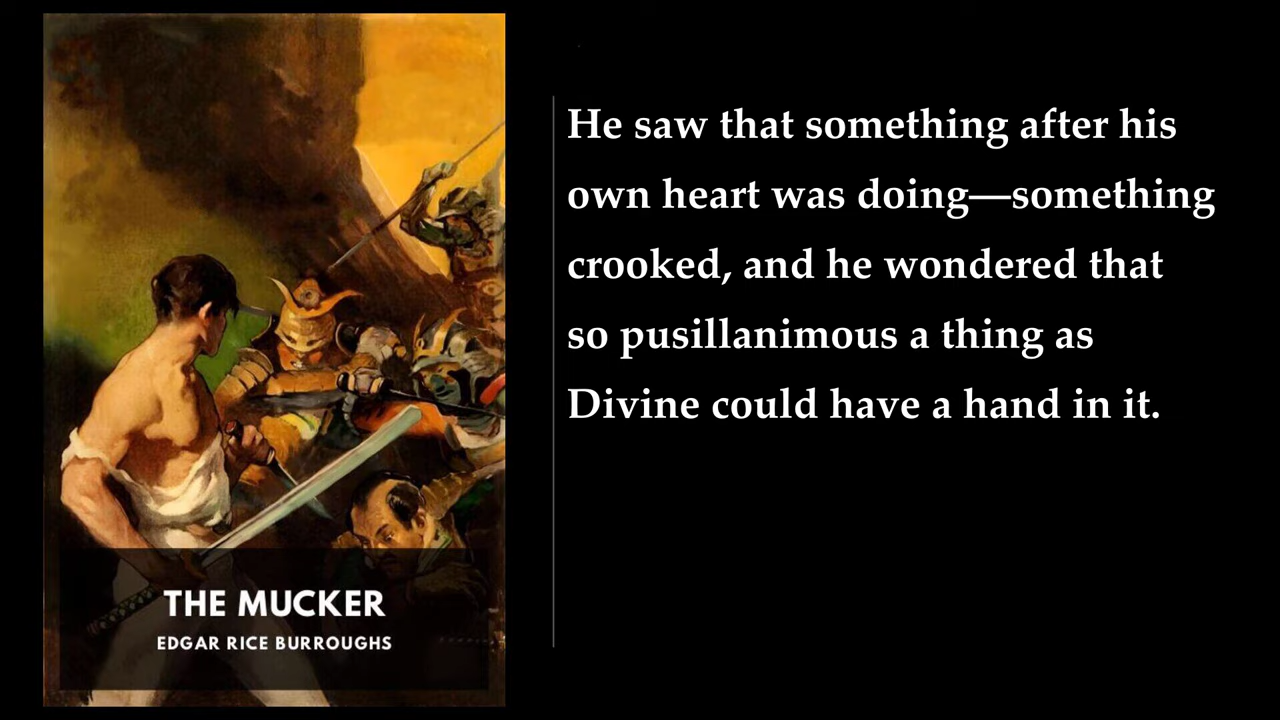 He saw that something after his
own heart was doing—something
crooked, and he wondered that
so pusillanimous a thing as
Divine could have a hand in it.
THE MUCKER
EDGAR RICE BURROUGHS